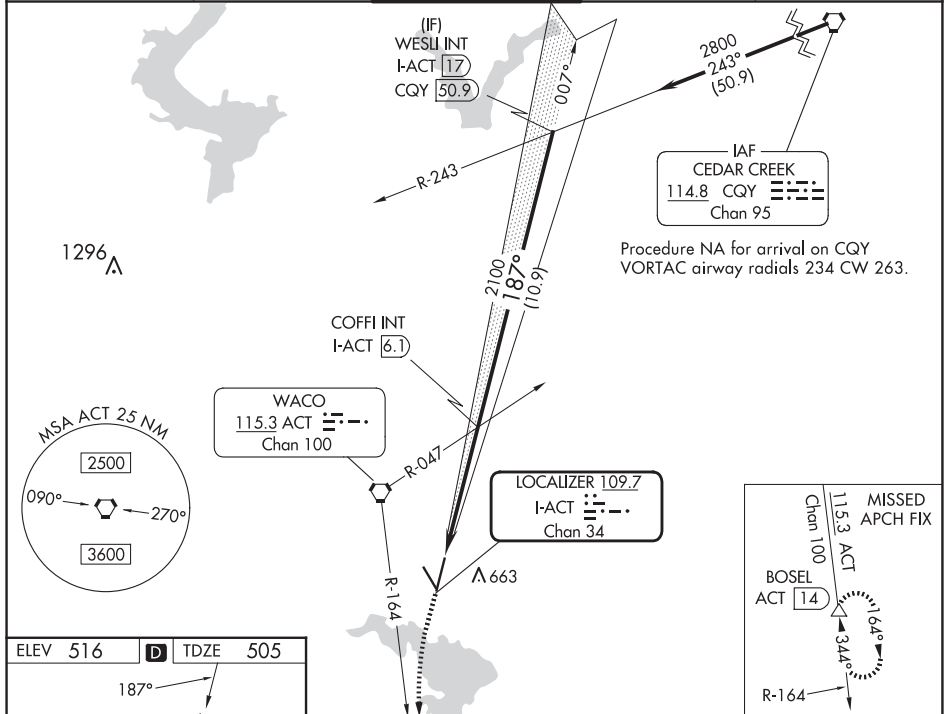 (IF)
WESLI INT
I-ACT 17
CQY 50.9
007°
2800
243°
(50.9)
R-243
IAF
CEDAR CREEK
114.8 CQY
Chan 95
Procedure NA for arrival on CQY
VORTAC airway radials 234 CW 263.
1296
2100
187°
(10.9)
COFFI INT
I-ACT 6.1
WACO
115.3 ACT
Chan 100
R-047
MSA ACT 25 NM
2500
090°
270°
3600
LOCALIZER 109.7
I-ACT
Chan 34
663
R-164
MISSED
APCH FIX
115.3 ACT
Chan 100
BOSEL
ACT 14
164°
344°
R-164
ELEV 516 D TDZE 505
187°